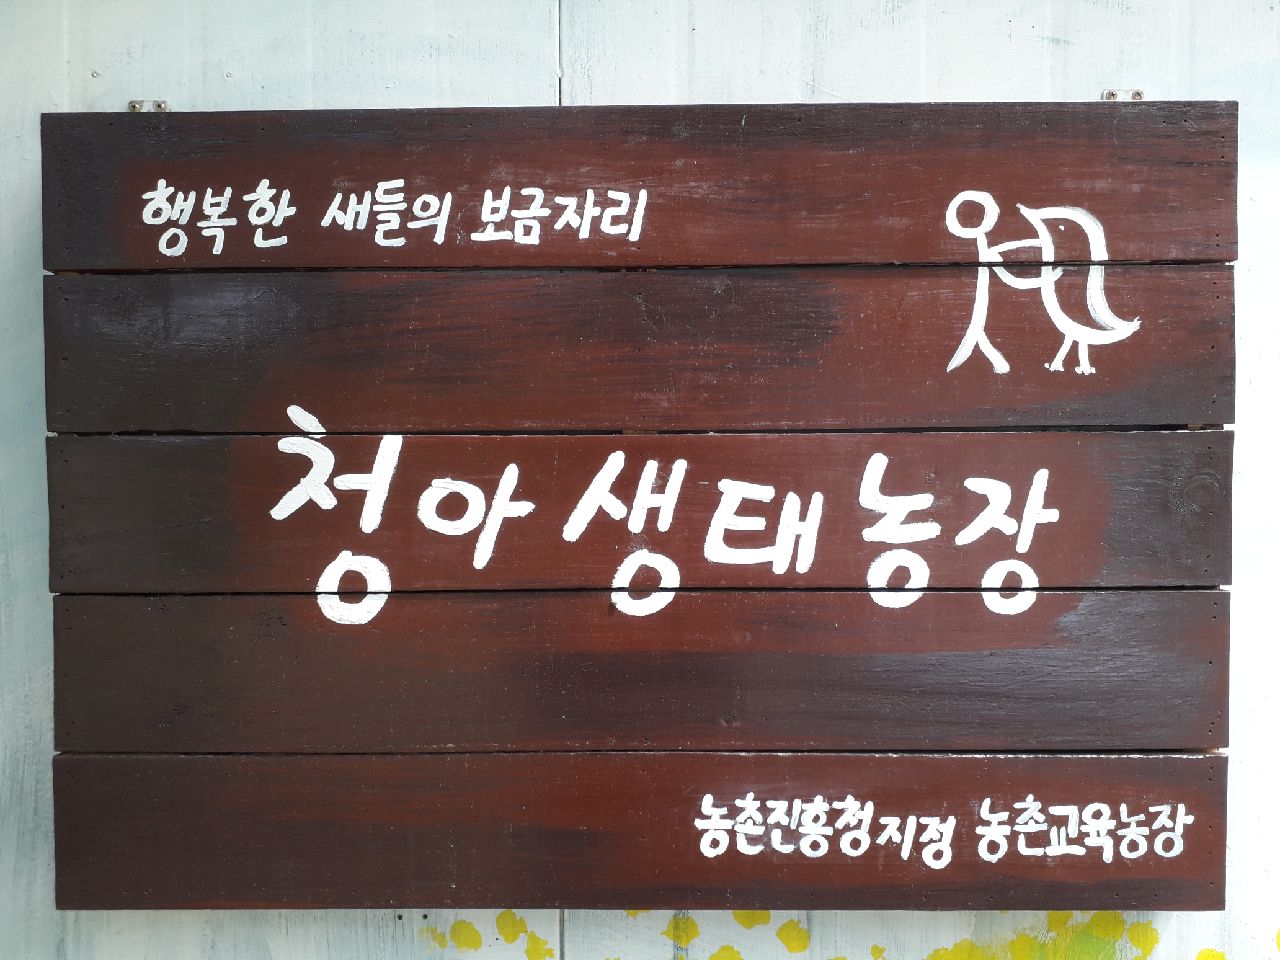 행복한 새들의 보금자리
청아 생태 농장
농촌진흥청 지정 농촌교육농장